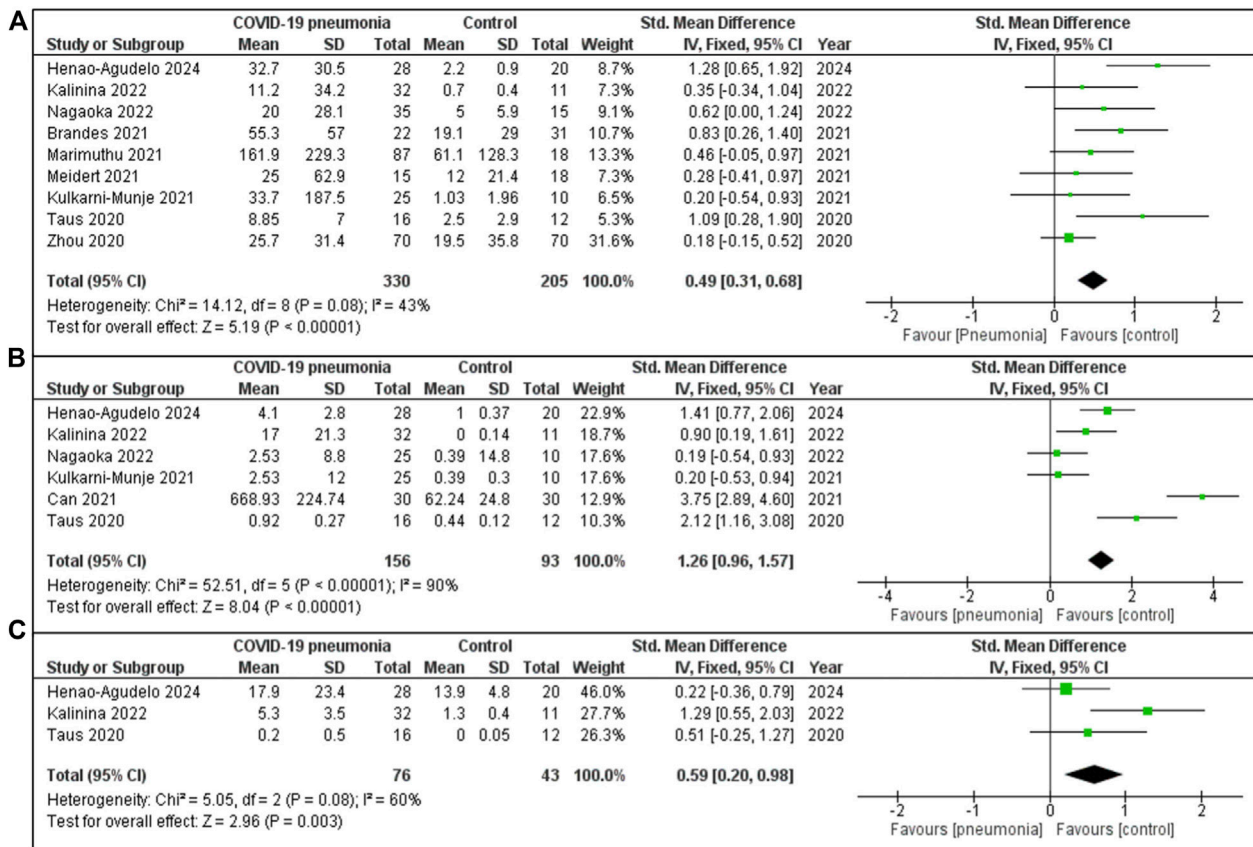 A
COVID-19 pneumonia Control Std. Mean Difference Std. Mean Difference
Study or Subgroup Mean SD Total Mean SD Total Weight IV, Fixed, 95% CI Year IV, Fixed, 95% CI
Henao-Agudelo 2024 32.7 30.5 28 2.2 0.9 20 8.7% 1.28 [0.65, 1.92] 2024
Kalinina 2022 11.2 34.2 32 0.7 0.4 11 7.3% 0.35 [-0.34, 1.04] 2022
Nagaoka 2022 20 28.1 35 5 5.9 15 9.1% 0.62 [0.00, 1.24] 2022
Brandes 2021 55.3 57 22 19.1 29 31 10.7% 0.83 [0.26, 1.40] 2021
Marimuthu 2021 161.9 229.3 87 61.1 128.3 18 13.3% 0.46 [-0.05, 0.97] 2021
Meidert 2021 25 62.9 15 12 21.4 18 7.3% 0.28 [-0.41, 0.97] 2021
Kulkarni-Munje 2021 33.7 187.5 25 1.03 1.96 10 6.5% 0.20 [-0.54, 0.93] 2021
Taus 2020 8.85 7 16 2.5 2.9 12 5.3% 1.09 [0.28, 1.90] 2020
Zhou 2020 25.7 31.4 70 19.5 35.8 70 31.6% 0.18 [-0.15, 0.52] 2020
Total (95% CI) 330 205 100.0% 0.49 [0.31, 0.68]
Heterogeneity: Chi² = 14.12, df = 8 (P = 0.08); I² = 43%
Test for overall effect: Z = 5.19 (P < 0.00001)
-2 -1 0 1 2
Favour [Pneumonia] Favours [control]
B
COVID-19 pneumonia Control Std. Mean Difference Std. Mean Difference
Study or Subgroup Mean SD Total Mean SD Total Weight IV, Fixed, 95% CI Year IV, Fixed, 95% CI
Henao-Agudelo 2024 4.1 2.8 28 1 0.37 20 22.9% 1.41 [0.77, 2.06] 2024
Kalinina 2022 17 21.3 32 0 0.14 11 18.7% 0.90 [0.19, 1.61] 2022
Nagaoka 2022 2.53 8.8 25 0.39 14.8 10 17.6% 0.19 [-0.54, 0.93] 2022
Kulkarni-Munje 2021 2.53 12 25 0.39 0.3 10 17.6% 0.20 [-0.53, 0.94] 2021
Can 2021 668.93 224.74 30 62.24 24.8 30 12.9% 3.75 [2.89, 4.60] 2021
Taus 2020 0.92 0.27 16 0.44 0.12 12 10.3% 2.12 [1.16, 3.08] 2020
Total (95% CI) 156 93 100.0% 1.26 [0.96, 1.57]
Heterogeneity: Chi² = 52.51, df = 5 (P < 0.00001); I² = 90%
Test for overall effect: Z = 8.04 (P < 0.00001)
-4 -2 0 2 4
Favours [pneumonia] Favours [control]
C
COVID-19 pneumonia Control Std. Mean Difference Std. Mean Difference
Study or Subgroup Mean SD Total Mean SD Total Weight IV, Fixed, 95% CI Year IV, Fixed, 95% CI
Henao-Agudelo 2024 17.9 23.4 28 13.9 4.8 20 46.0% 0.22 [-0.36, 0.79] 2024
Kalinina 2022 5.3 3.5 32 1.3 0.4 11 27.7% 1.29 [0.55, 2.03] 2022
Taus 2020 0.2 0.5 16 0 0.05 12 26.3% 0.51 [-0.25, 1.27] 2020
Total (95% CI) 76 43 100.0% 0.59 [0.20, 0.98]
Heterogeneity: Chi² = 5.05, df = 2 (P = 0.08); I² = 60%
Test for overall effect: Z = 2.96 (P = 0.003)
-2 -1 0 1 2
Favours [pneumonia] Favours [control]